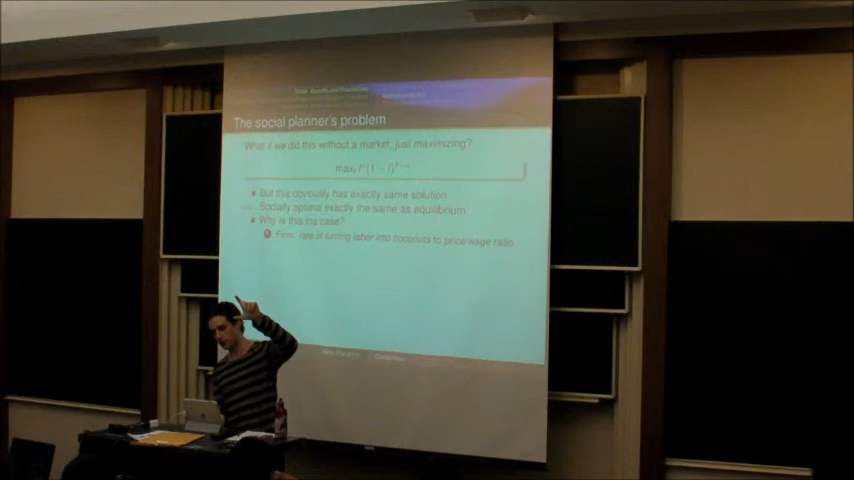 The social planner's problem
What if we did this without a market, just maximizing?
But this obviously has exactly same solution
Socially optimal exactly the same as equilibrium
Why is this the case?
Firm: rate of turning labor into coconuts to price/wage ratio